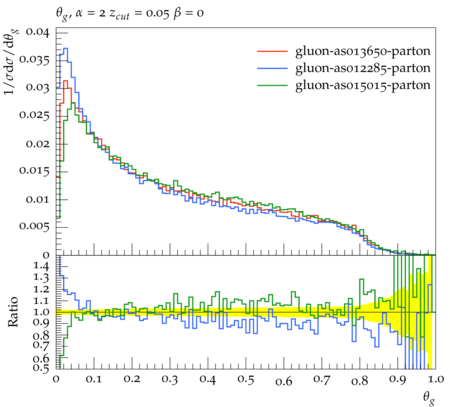 θg, α = 2 zcut = 0.05 β = 0
1/σdσ/dθg
0.04
0.035
0.03
0.025
0.02
0.015
0.01
0.005
0
gluon-as013650-parton
gluon-as012285-parton
gluon-as015015-parton
Ratio
1.4
1.3
1.2
1.1
1.0
0.9
0.8
0.7
0.6
0.5
0 0.1 0.2 0.3 0.4 0.5 0.6 0.7 0.8 0.9 1.0
θg